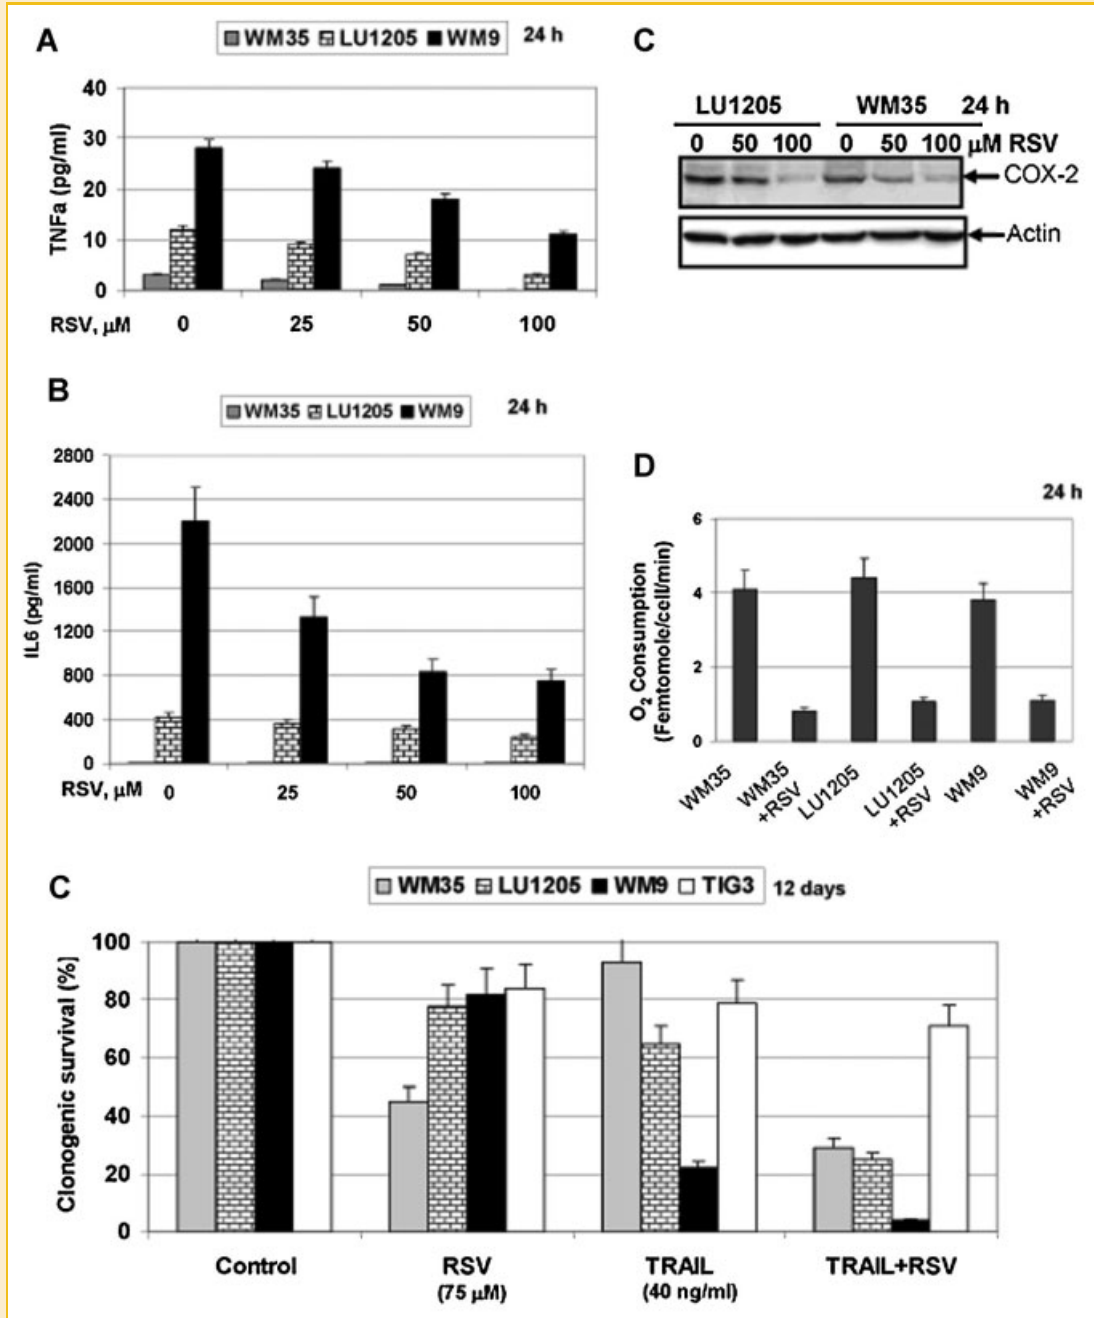 A
WM35 LU1205 WM9 24 h
TNFa (pg/ml)
40
30
20
10
0
RSV, µM 0 25 50 100
B
WM35 LU1205 WM9 24 h
IL6 (pg/ml)
2800
2400
2000
1600
1200
800
400
0
RSV, µM 0 25 50 100
C
LU1205 WM35 24 h
0 50 100 0 50 100 µM RSV
COX-2
Actin
D
24 h
O2 Consumption
(Femtomole/cell/min)
6
4
2
0
WM35
WM35
+RSV
LU1205
LU1205
+RSV
WM9
WM9
+RSV
C
WM35 LU1205 WM9 TIG3 12 days
Clonogenic survival (%)
100
80
60
40
20
0
Control RSV TRAIL TRAIL+RSV
(75 µM) (40 ng/ml)